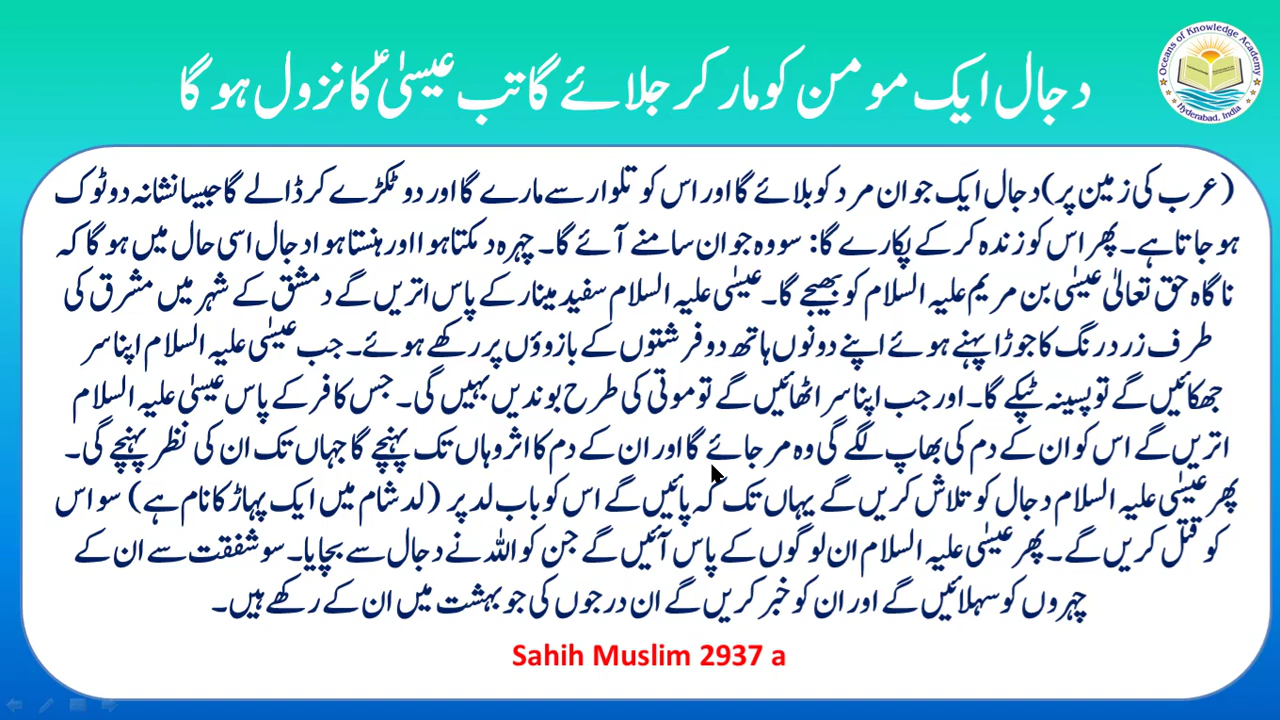 دجال ایک مومن کو مار کر جلائے گا تب عیسیٰؑ کا نزول ہو گا
Oceans of Knowledge Academy
Hyderabad, India
(عرب کی زمین پر) دجال ایک جوان مرد کو بلائے گا اور اس کو تلوار سے مارے گا اور دو ٹکڑے کر ڈالے گا جیسا نشانہ دو ٹوک
ہو جاتا ہے۔ پھر اس کو زندہ کر کے پکارے گا: سو وہ جوان سامنے آئے گا۔ چہرہ دمکتا ہوا اور ہنستا ہوا دجال اسی حال میں ہو گا کہ
ناگاہ حق تعالیٰ عیسیٰ بن مریم علیہ السلام کو بھیجے گا۔ عیسیٰ علیہ السلام سفید مینار کے پاس اتریں گے دمشق کے شہر میں مشرق کی
طرف زرد رنگ کا جوڑا پہنے ہوئے اپنے دونوں ہاتھ دو فرشتوں کے بازوؤں پر رکھے ہوئے۔ جب عیسیٰ علیہ السلام اپنا سر
جھکائیں گے تو پسینہ ٹپکے گا۔ اور جب اپنا سر اٹھائیں گے تو موتی کی طرح بوندیں بہیں گی۔ جس کافر کے پاس عیسیٰ علیہ السلام
اتریں گے اس کو ان کے دم کی بھاپ لگے گی وہ مر جائے گا اور ان کے دم کا اثر وہاں تک پہنچے گا جہاں تک ان کی نظر پہنچے گی۔
پھر عیسیٰ علیہ السلام دجال کو تلاش کریں گے یہاں تک کہ پائیں گے اس کو باب لد پر (لد شام میں ایک پہاڑ کا نام ہے) سو اس
کو قتل کریں گے۔ پھر عیسیٰ علیہ السلام ان لوگوں کے پاس آئیں گے جن کو اللہ نے دجال سے بچایا۔ سو شفقت سے ان کے
چہروں کو سہلائیں گے اور ان کو خبر کریں گے ان درجوں کی جو بہشت میں ان کے رکھے ہیں۔
Sahih Muslim 2937 a